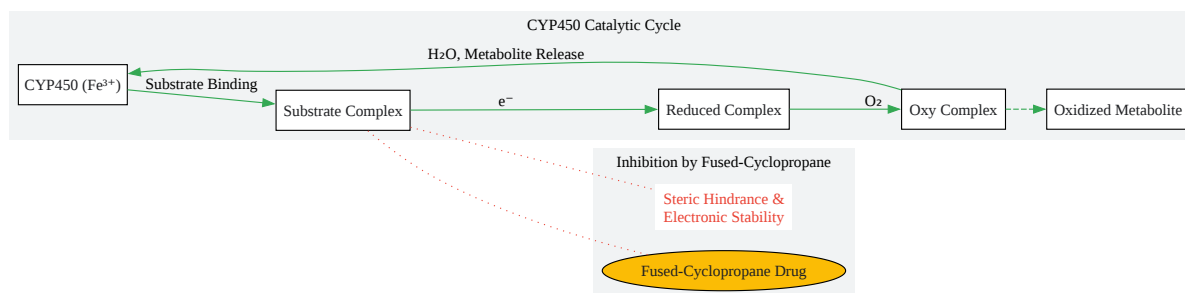 CYP450 Catalytic Cycle
H₂O, Metabolite Release
CYP450 (Fe³⁺)
Substrate Binding
Substrate Complex
e⁻
Reduced Complex
O₂
Oxy Complex
Oxidized Metabolite
Inhibition by Fused-Cyclopropane
Steric Hindrance &
Electronic Stability
Fused-Cyclopropane Drug